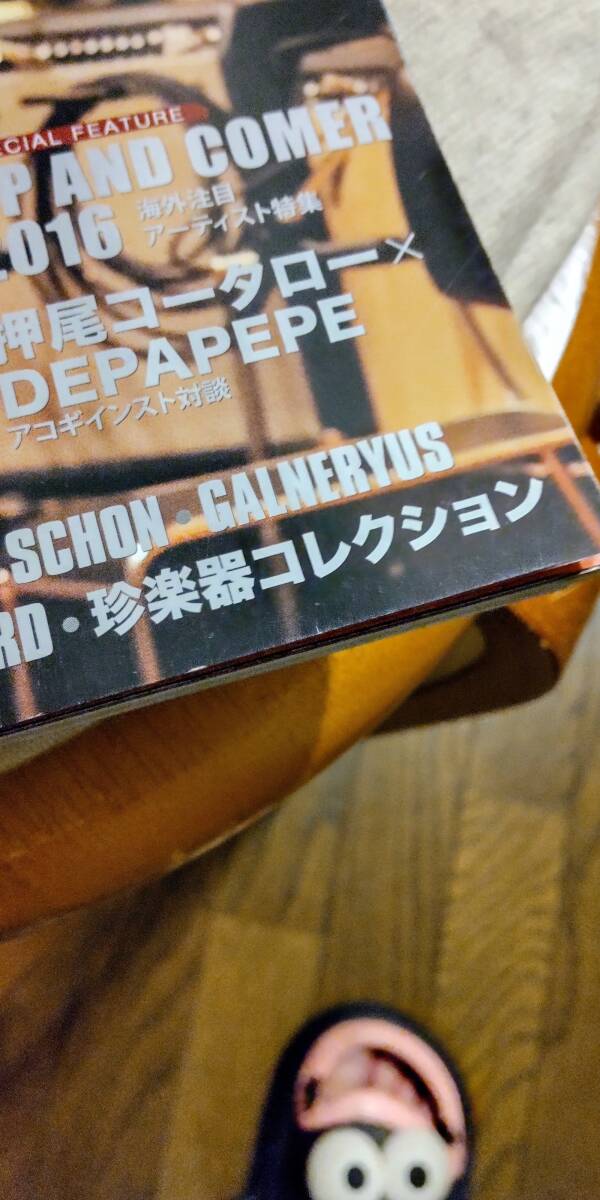 ECIAL FEATURE
P AND COMER
2016 海外注目
アーティスト特集
押尾コータロー×
DEPAPEPE
アコギインスト対談
SCHON・GALNERYUS
RD・珍楽器コレクション